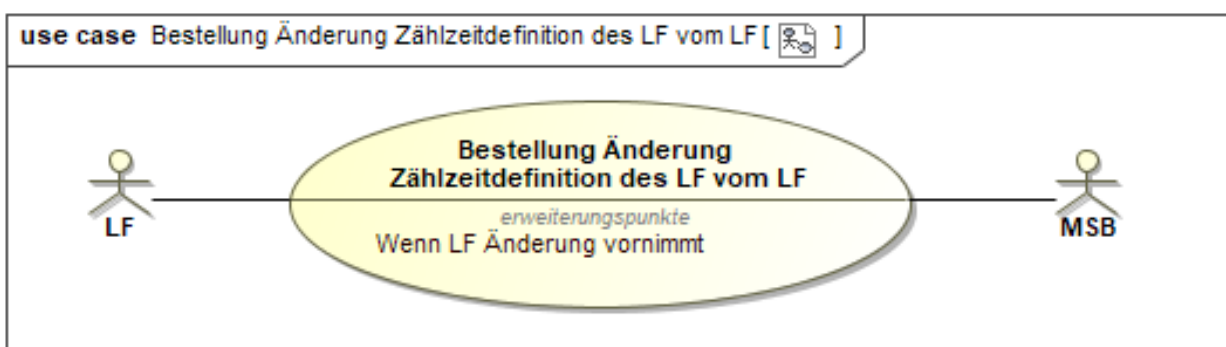 use case Bestellung Änderung Zählzeitdefinition des LF vom LF [ ]
Bestellung Änderung
Zählzeitdefinition des LF vom LF
erweiterungspunkte
Wenn LF Änderung vornimmt
LF
MSB